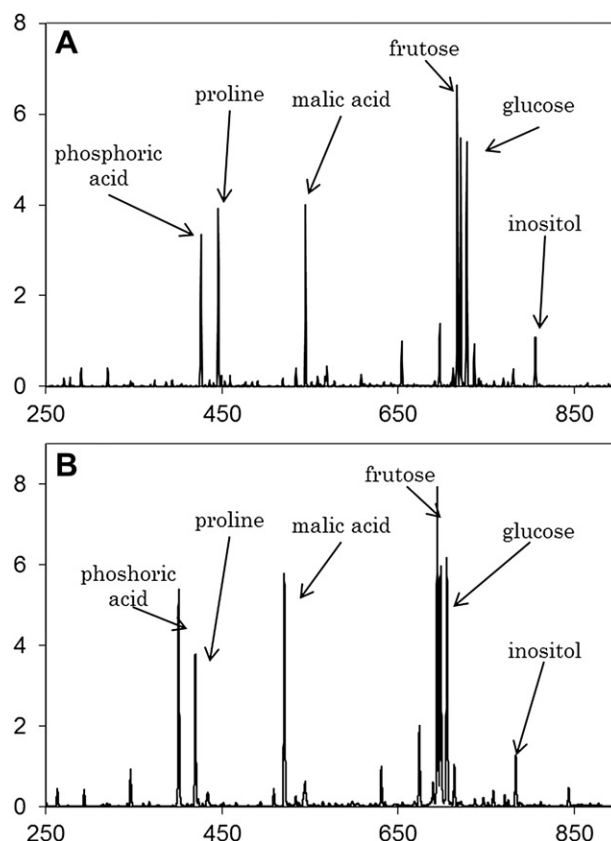 A
8
6
4
2
0
phosphoric
acid
proline
malic acid
frutose
glucose
inositol
250
450
650
850
B
8
6
4
2
0
phoshoric
acid
proline
malic acid
frutose
glucose
inositol
250
450
650
850